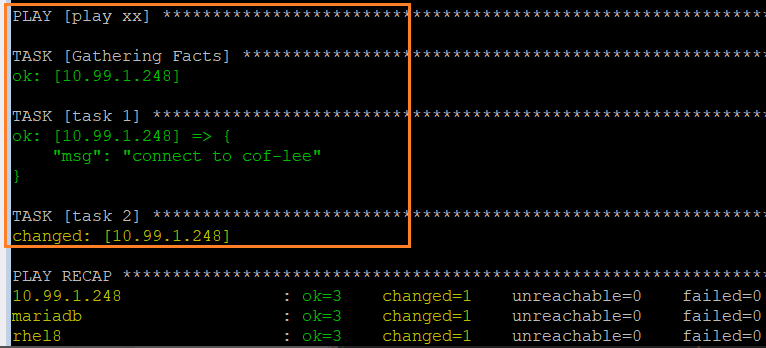 PLAY [play xx] *************************************************************
TASK [Gathering Facts] *****************************************************
ok: [10.99.1.248]
TASK [task 1] **************************************************************
ok: [10.99.1.248] => {
    "msg": "connect to cof-lee"
}
TASK [task 2] **************************************************************
changed: [10.99.1.248]
PLAY RECAP *****************************************************************
10.99.1.248                : ok=3    changed=1    unreachable=0    failed=0
mariadb                    : ok=3    changed=1    unreachable=0    failed=0
rhel8                      : ok=3    changed=1    unreachable=0    failed=0